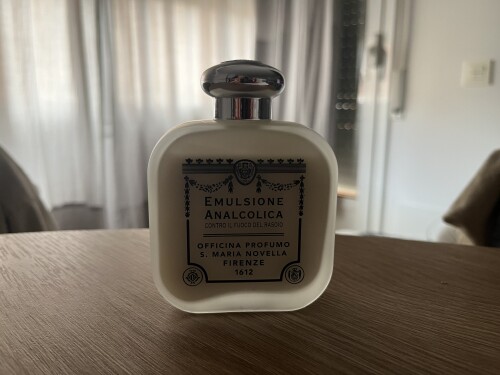 EMULSIONE
ANALCOLICA
CONTRO IL FUOCO DEL RASOIO
OFFICINA PROFUMO
S. MARIA NOVELLA
FIRENZE
1612